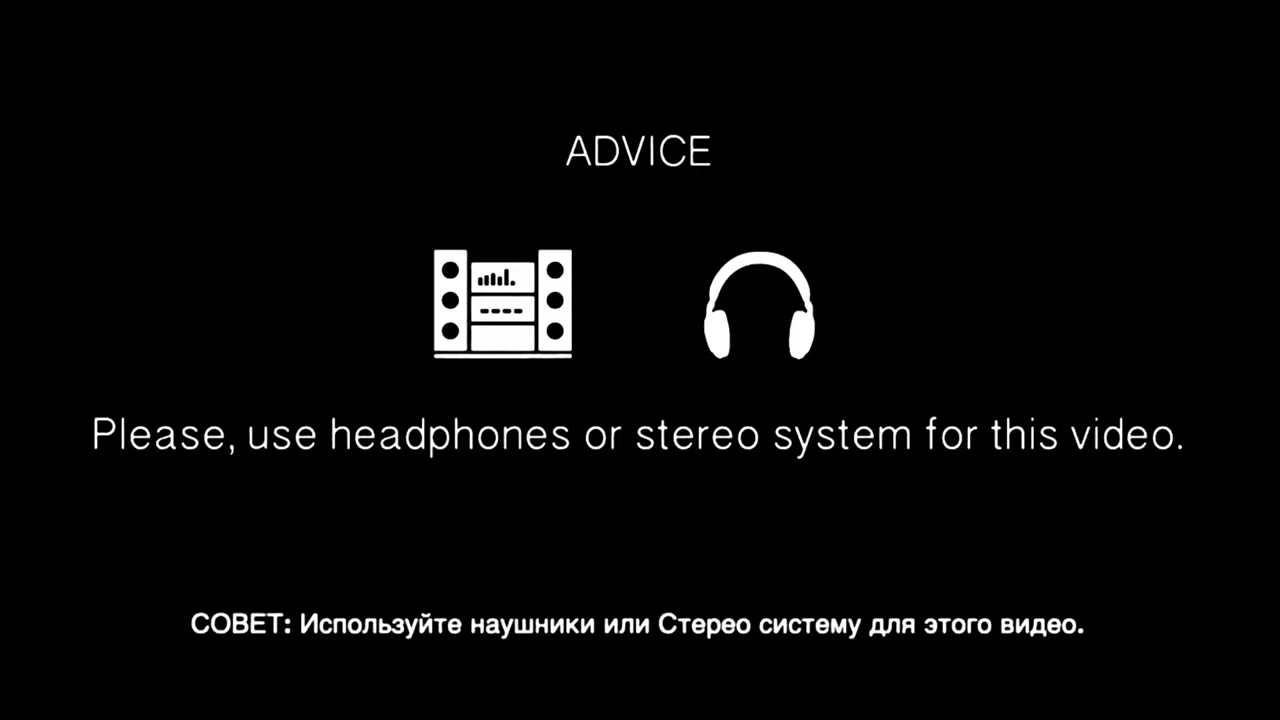 ADVICE
Please, use headphones or stereo system for this video.
СОВЕТ: Используйте наушники или Стерео систему для этого видео.